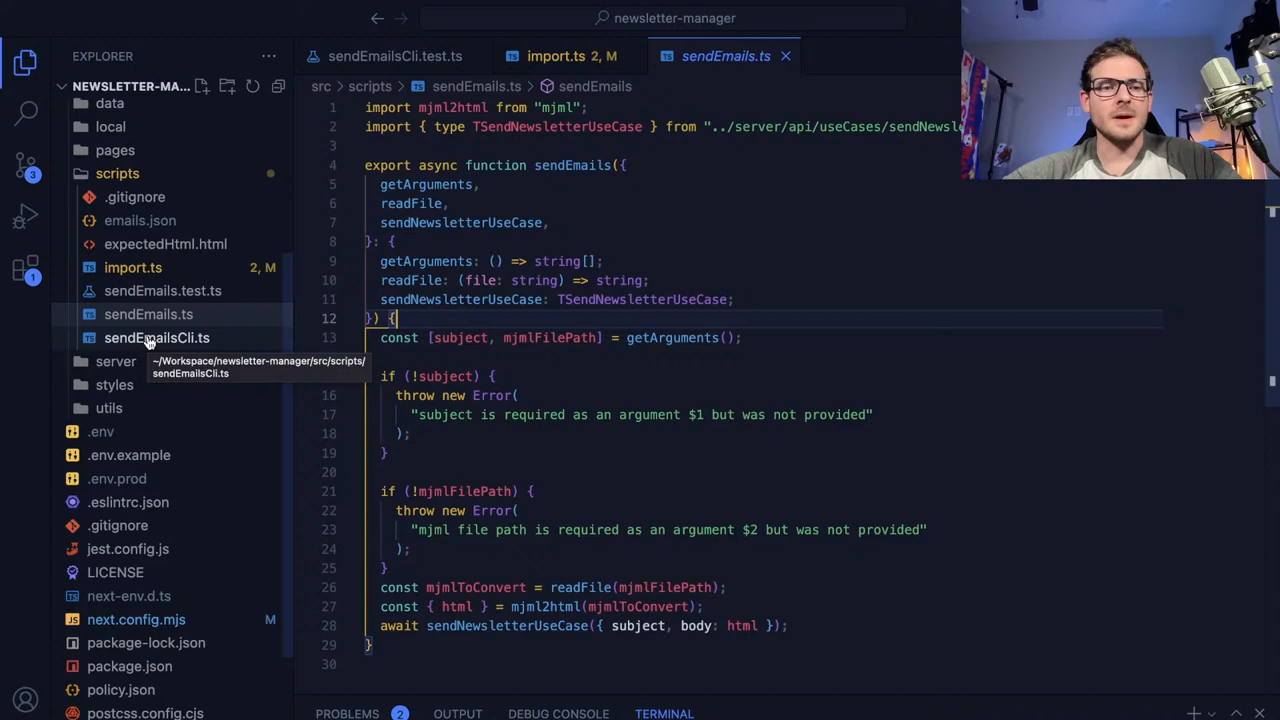 newsletter-manager
EXPLORER
NEWSLETTER-MA...
data
local
pages
scripts
.gitignore
emails.json
expectedHtml.html
import.ts 2, M
sendEmails.test.ts
sendEmails.ts
sendEmailsCli.ts
~/Workspace/newsletter-manager/src/scripts/
sendEmailsCli.ts
server
styles
utils
.env
.env.example
.env.prod
.eslintrc.json
.gitignore
jest.config.js
LICENSE
next-env.d.ts
next.config.mjs M
package-lock.json
package.json
policy.json
postcss.config.cjs
3
1
sendEmailsCli.test.ts
import.ts 2, M
sendEmails.ts
src > scripts > sendEmails.ts > sendEmails
1 import mjml2html from "mjml";
2 import { type TSendNewsletterUseCase } from "../server/api/useCases/sendNewsl
3
4 export async function sendEmails({
5 getArguments,
6 readFile,
7 sendNewsletterUseCase,
8 }: {
9 getArguments: () => string[];
10 readFile: (file: string) => string;
11 sendNewsletterUseCase: TSendNewsletterUseCase;
12 }) {
13 const [subject, mjmlFilePath] = getArguments();
if (!subject) {
16 throw new Error(
17 "subject is required as an argument $1 but was not provided"
18 );
19 }
20
21 if (!mjmlFilePath) {
22 throw new Error(
23 "mjml file path is required as an argument $2 but was not provided"
24 );
25 }
26 const mjmlToConvert = readFile(mjmlFilePath);
27 const { html } = mjml2html(mjmlToConvert);
28 await sendNewsletterUseCase({ subject, body: html });
29 }
30
PROBLEMS 2 OUTPUT DEBUG CONSOLE TERMINAL